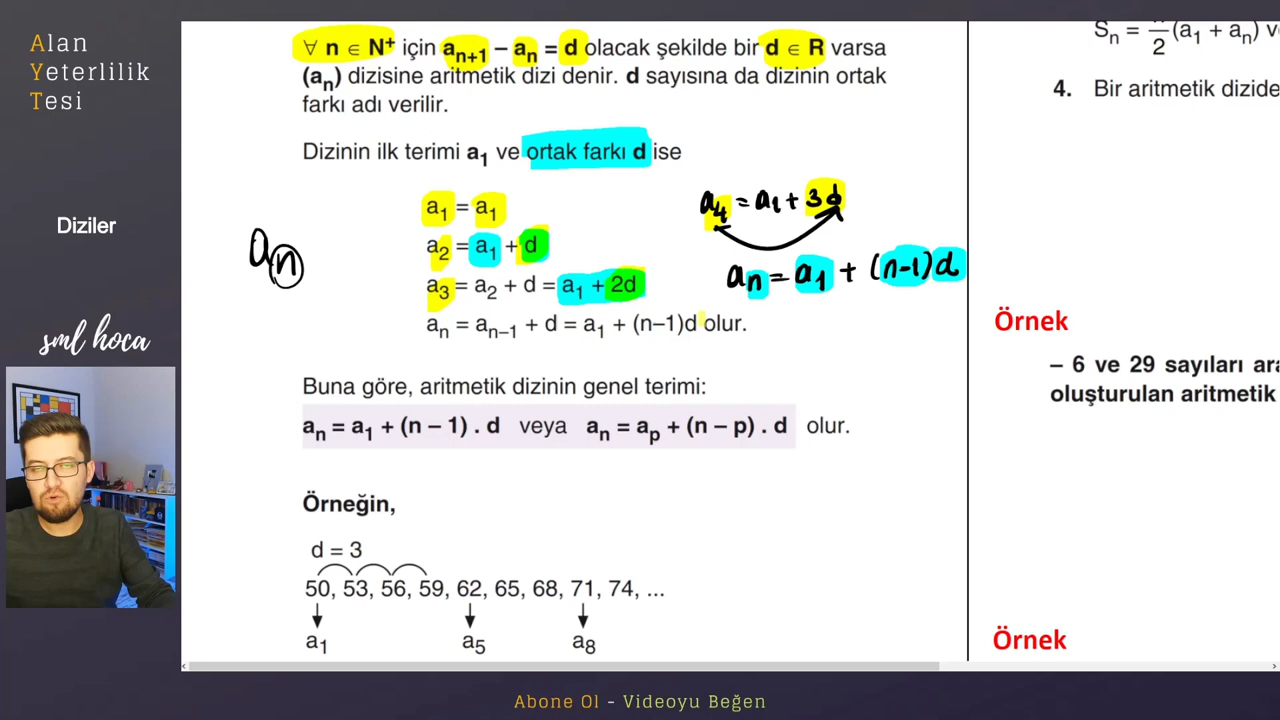 Alan
Yeterlilik
Tesi
Diziler
sml hoca
∀ n ∈ N⁺ için aₙ₊₁ – aₙ = d olacak şekilde bir d ∈ R varsa
(aₙ) dizisine aritmetik dizi denir. d sayısına da dizinin ortak
farkı adı verilir.
Dizinin ilk terimi a₁ ve ortak farkı d ise
a₁ = a₁
a₂ = a₁ + d
a₃ = a₂ + d = a₁ + 2d
aₙ = aₙ₋₁ + d = a₁ + (n–1)d olur.
aₙ
a₄ = a₁ + 3d
aₙ = a₁ + (n-1)d
Buna göre, aritmetik dizinin genel terimi:
aₙ = a₁ + (n – 1) . d veya aₙ = aₚ + (n – p) . d olur.
Örneğin,
d = 3
50, 53, 56, 59, 62, 65, 68, 71, 74, ...
a₁ a₅ a₈
(a₁ + aₙ) v
4. Bir aritmetik dizide
Örnek
– 6 ve 29 sayıları ara
oluşturulan aritmetik
Örnek
Abone Ol - Videoyu Beğen